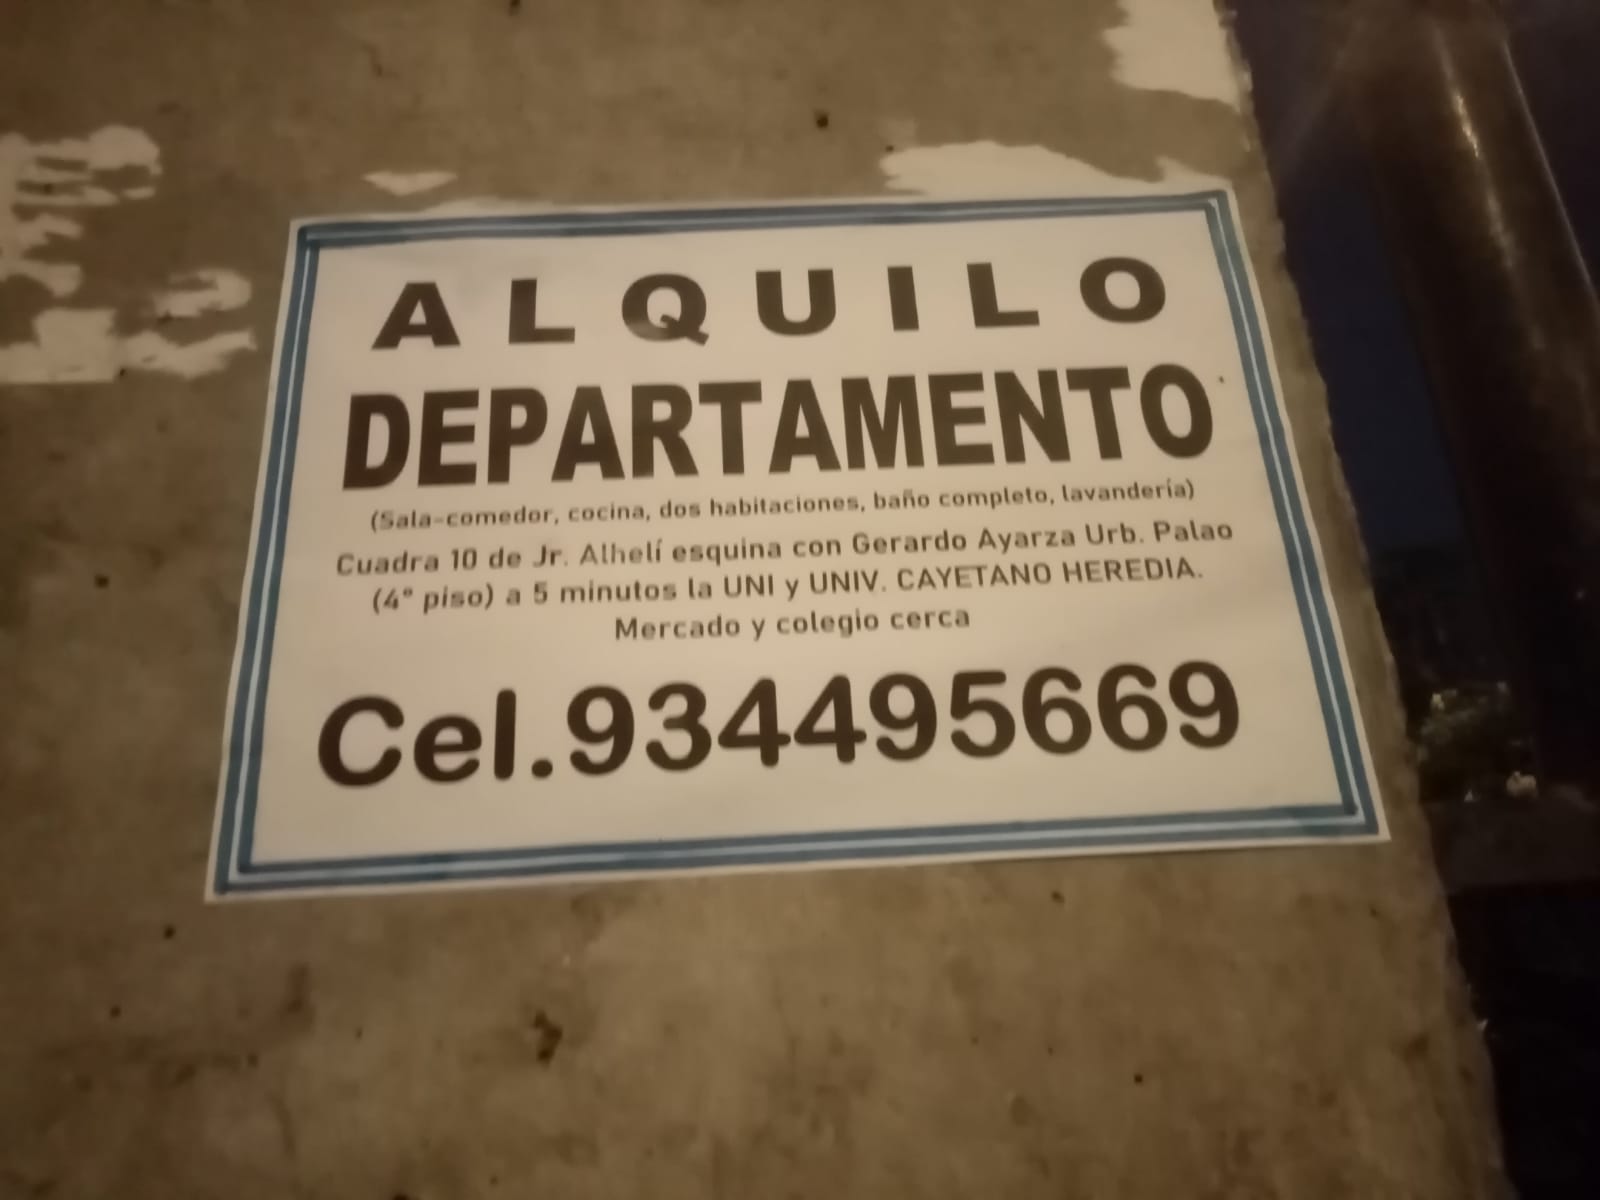 ALQUILO
DEPARTAMENTO
(Sala-comedor, cocina, dos habitaciones, baño completo, lavandería)
Cuadra 10 de Jr. Alhelí esquina con Gerardo Ayarza Urb. Palao
(4° piso) a 5 minutos la UNI y UNIV. CAYETANO HEREDIA.
Mercado y colegio cerca
Cel.934495669